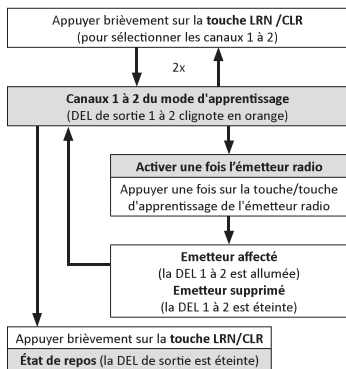 Appuyer brièvement sur la touche LRN /CLR
(pour sélectionner les canaux 1 à 2)
2x
Canaux 1 à 2 du mode d'apprentissage
(DEL de sortie 1 à 2 clignote en orange)
Activer une fois l'émetteur radio
Appuyer une fois sur la touche/touche
d'apprentissage de l'émetteur radio
Emetteur affecté
(la DEL 1 à 2 est allumée)
Emetteur supprimé
(la DEL 1 à 2 est éteinte)
Appuyer brièvement sur la touche LRN/CLR
État de repos (la DEL de sortie est éteinte)